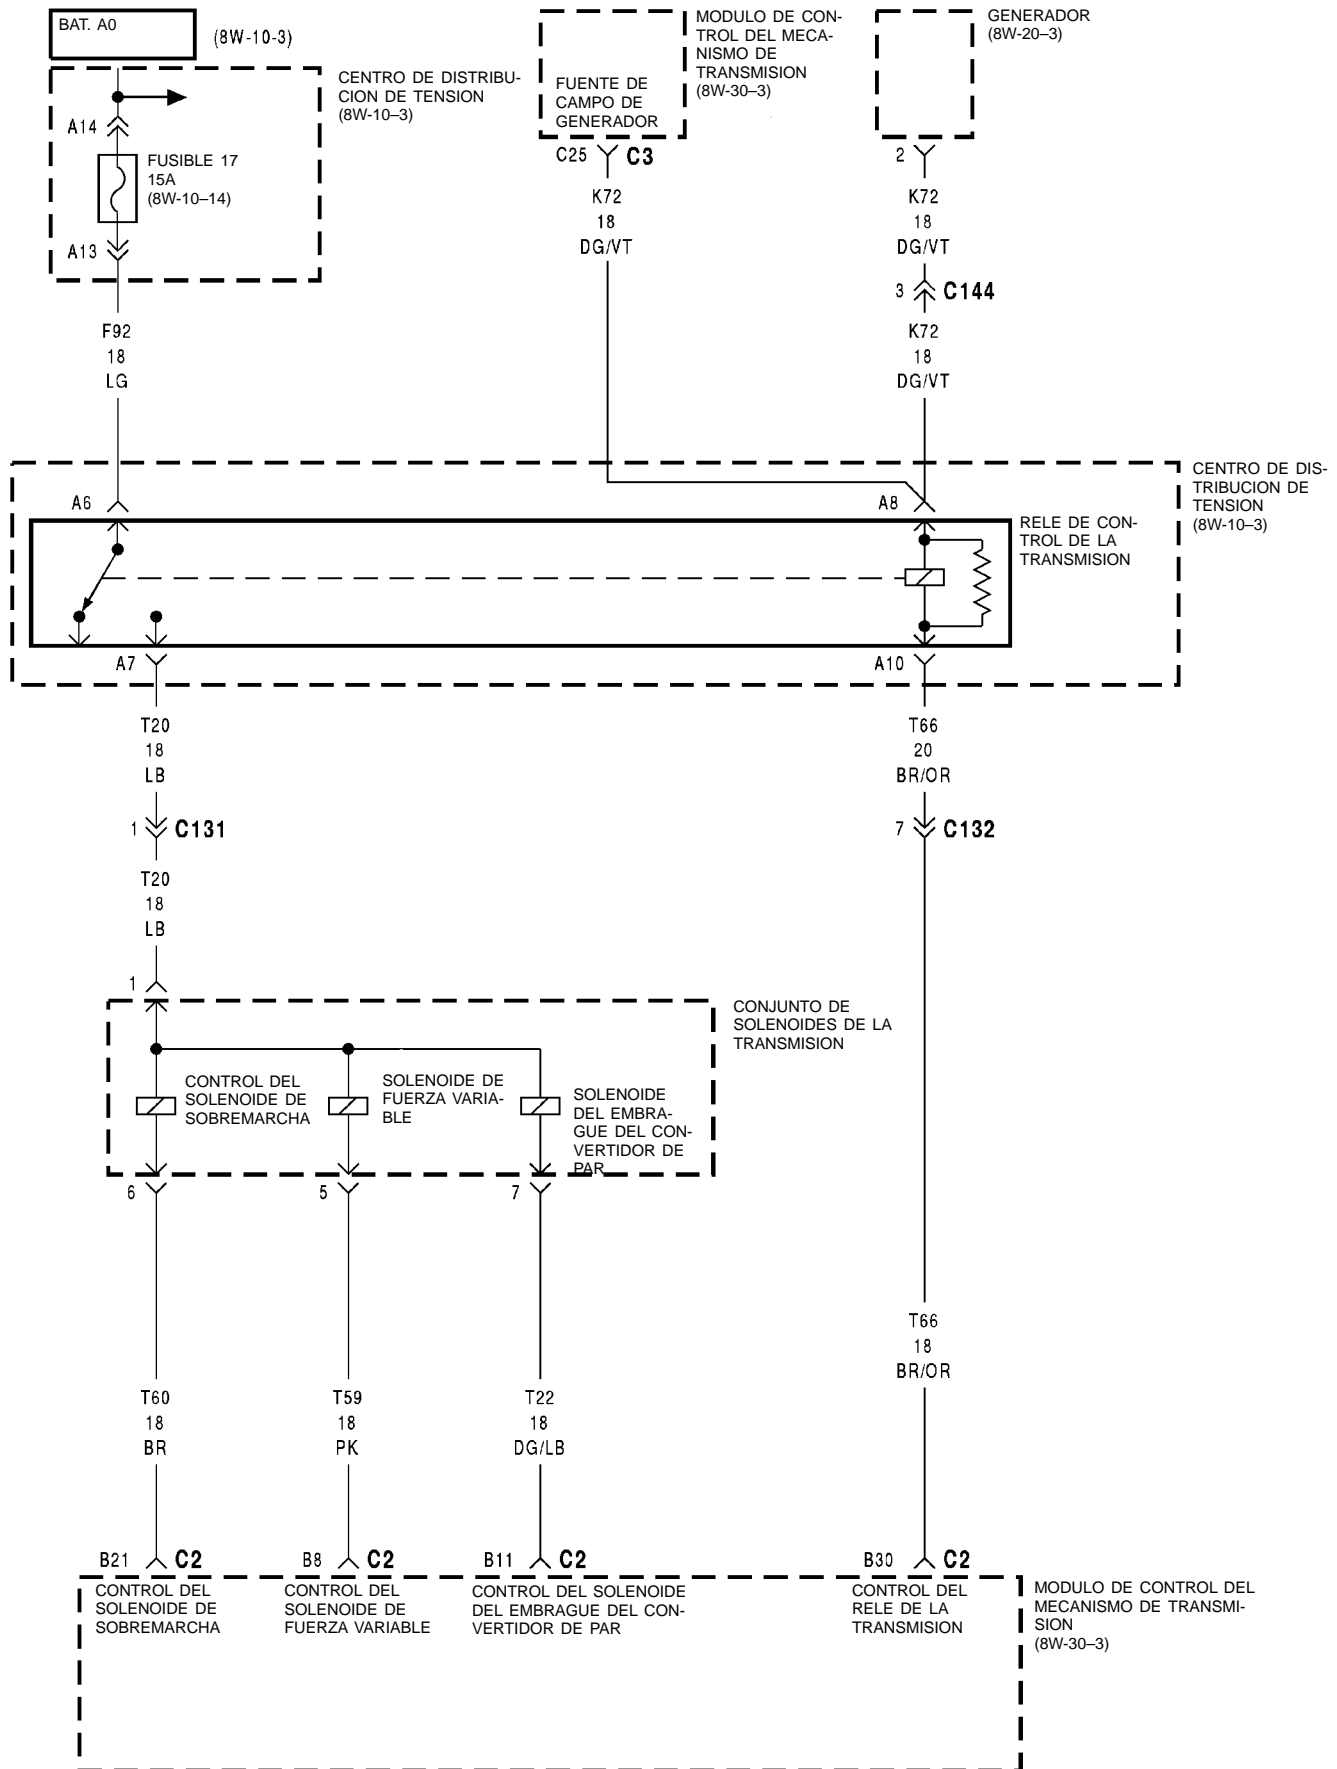 BAT. A0
(8W-10-3)
CENTRO DE DISTRIBU-
CION DE TENSION
(8W-10–3)
A14
FUSIBLE 17
15A
(8W-10–14)
A13
F92
18
LG
FUENTE DE
CAMPO DE
GENERADOR
MODULO DE CON-
TROL DEL MECA-
NISMO DE
TRANSMISION
(8W-30–3)
C25
C3
K72
18
DG/VT
GENERADOR
(8W-20–3)
2
K72
18
DG/VT
3
C144
K72
18
DG/VT
CENTRO DE DIS-
TRIBUCION DE
TENSION
(8W-10–3)
A6
A8
RELE DE CON-
TROL DE LA
TRANSMISION
A7
A10
T20
18
LB
T66
20
BR/OR
1
C131
7
C132
T20
18
LB
1
CONJUNTO DE
SOLENOIDES DE LA
TRANSMISION
CONTROL DEL
SOLENOIDE DE
SOBREMARCHA
SOLENOIDE DE
FUERZA VARIA-
BLE
SOLENOIDE
DEL EMBRA-
GUE DEL CON-
VERTIDOR DE
PAR
6
5
7
T66
18
BR/OR
T60
18
BR
T59
18
PK
T22
18
DG/LB
B21
C2
B8
C2
B11
C2
B30
C2
CONTROL DEL
SOLENOIDE DE
SOBREMARCHA
CONTROL DEL
SOLENOIDE DE
FUERZA VARIABLE
CONTROL DEL SOLENOIDE
DEL EMBRAGUE DEL CON-
VERTIDOR DE PAR
CONTROL DEL
RELE DE LA
TRANSMISION
MODULO DE CONTROL DEL
MECANISMO DE TRANSMI-
SION
(8W-30–3)